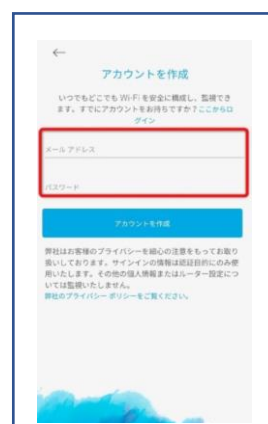 アカウントを作成
いつでもどこでも Wi-Fi を安全に構成し、監視でき
ます。すでにアカウントをお持ちですか？ここからロ
グイン
メール アドレス
パスワード
アカウントを作成
弊社はお客様のプライバシーを細心の注意をもってお取り
扱いしております。サインインの情報は認証目的にのみ使
用いたします。その他の個人情報またはルーター設定につ
いては監視いたしません。
弊社のプライバシー ポリシーをご覧ください。